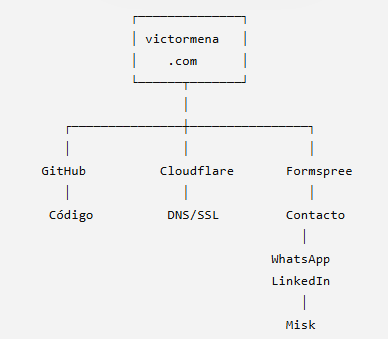 victormena
.com
GitHub Cloudflare Formspree
Código DNS/SSL Contacto
WhatsApp
LinkedIn
Misk